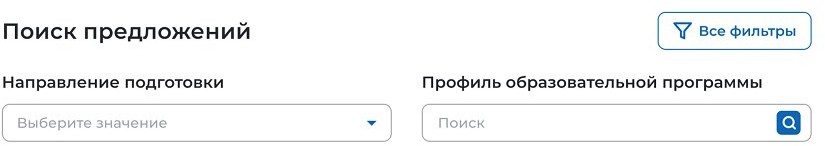 Поиск предложений
Все фильтры
Направление подготовки
Профиль образовательной программы
Выберите значение
Поиск